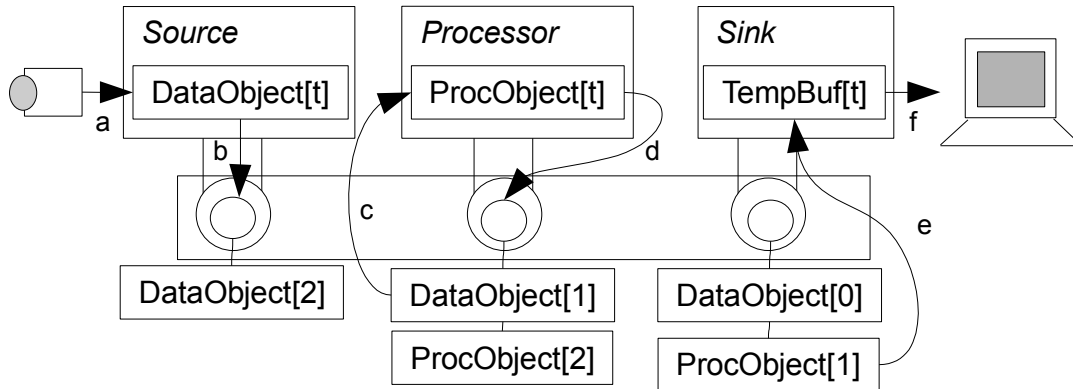 Source
Processor
Sink
DataObject[t]
ProcObject[t]
TempBuf[t]
a
b
c
d
e
f
DataObject[2]
DataObject[1]
DataObject[0]
ProcObject[2]
ProcObject[1]